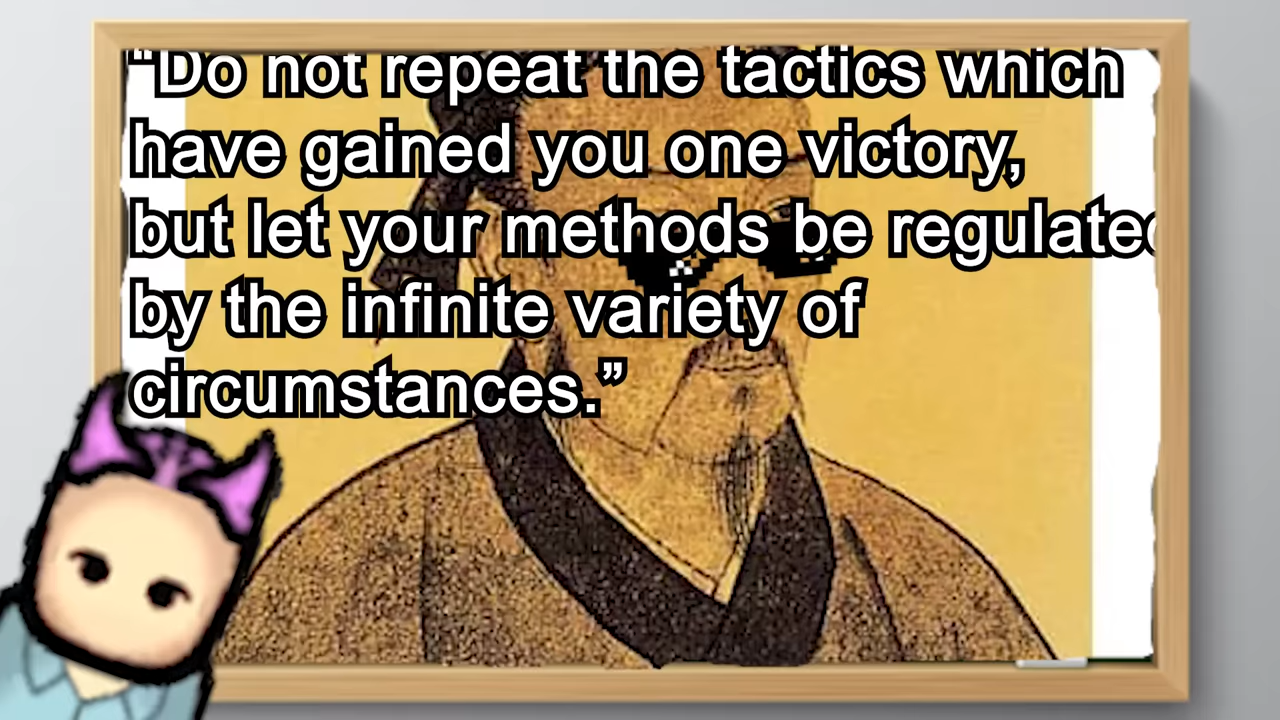 “Do not repeat the tactics which
have gained you one victory,
but let your methods be regulated
by the infinite variety of
circumstances.”